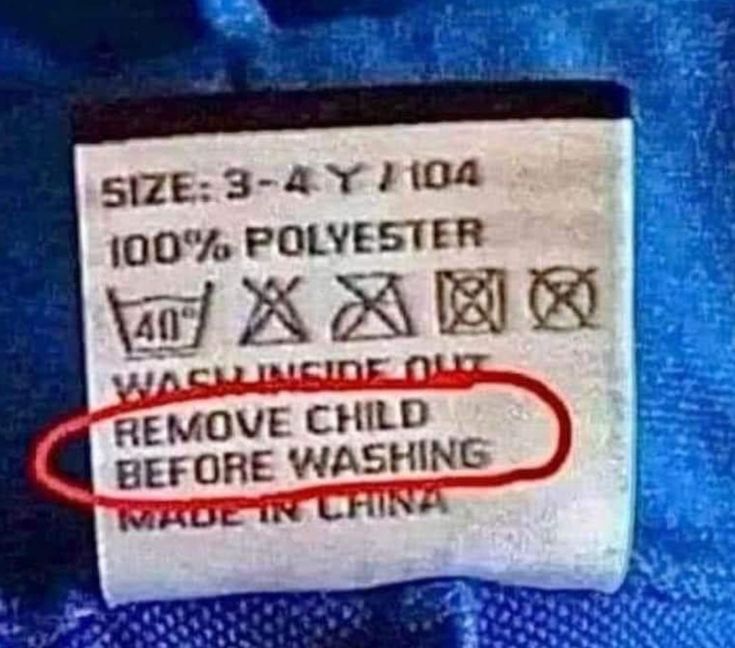 SIZE: 3-4 Y / 104
100% POLYESTER
40°
WASH INSIDE OUT
REMOVE CHILD
BEFORE WASHING
MADE IN CHINA